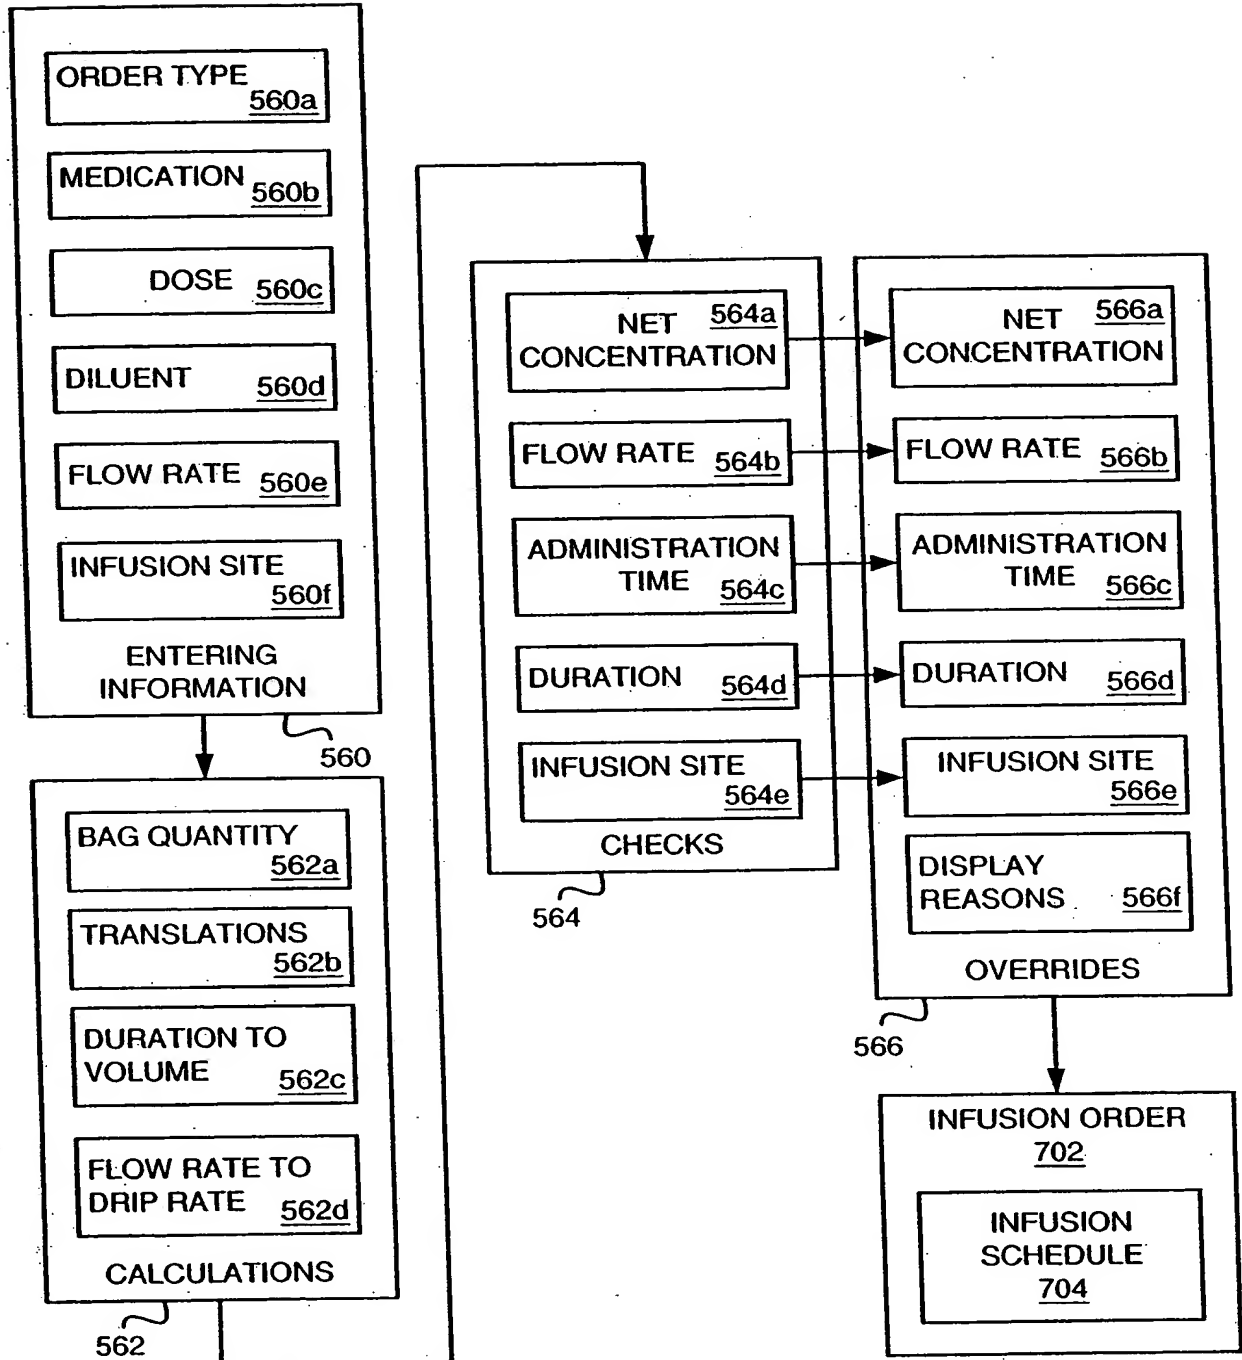 ORDER TYPE
560a
MEDICATION
560b
DOSE 560c
DILUENT 560d
FLOW RATE 560e
INFUSION SITE
560f
ENTERING
INFORMATION
560
BAG QUANTITY
562a
TRANSLATIONS
562b
DURATION TO
VOLUME 562c
FLOW RATE TO
DRIP RATE 562d
CALCULATIONS
562
NET 564a
CONCENTRATION
FLOW RATE 564b
ADMINISTRATION
TIME 564c
DURATION 564d
INFUSION SITE
564e
CHECKS
564
NET 566a
CONCENTRATION
FLOW RATE 566b
ADMINISTRATION
TIME 566c
DURATION 566d
INFUSION SITE
566e
DISPLAY
REASONS 566f
OVERRIDES
566
INFUSION ORDER
702
INFUSION
SCHEDULE
704